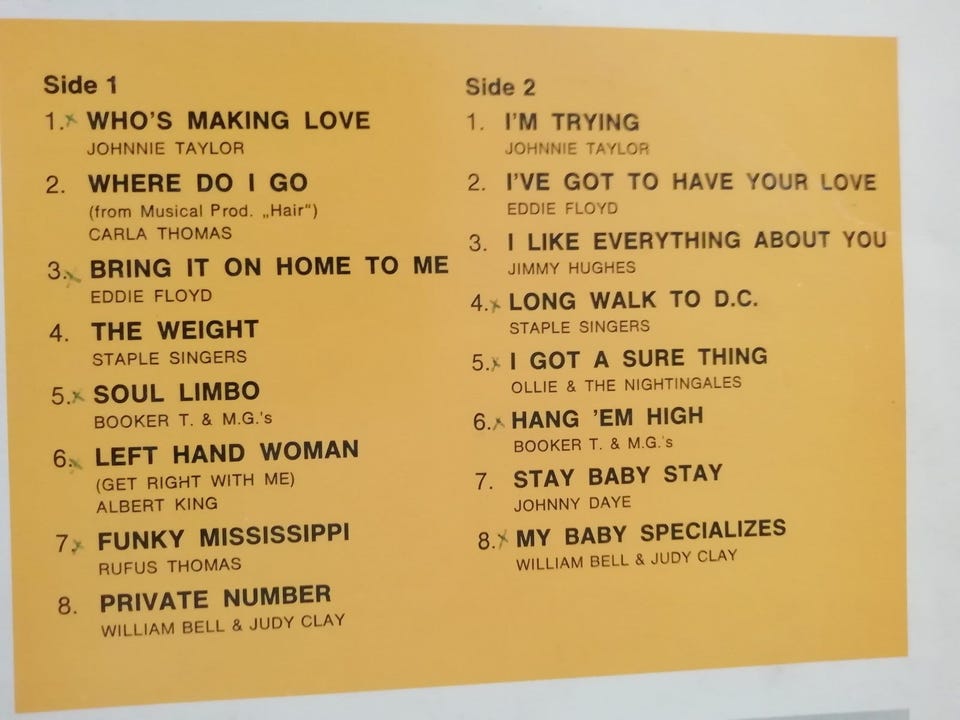 Side 1
1. WHO'S MAKING LOVE
JOHNNIE TAYLOR
2. WHERE DO I GO
(from Musical Prod. „Hair")
CARLA THOMAS
3. BRING IT ON HOME TO ME
EDDIE FLOYD
4. THE WEIGHT
STAPLE SINGERS
5. SOUL LIMBO
BOOKER T. & M.G.'s
6. LEFT HAND WOMAN
(GET RIGHT WITH ME)
ALBERT KING
7. FUNKY MISSISSIPPI
RUFUS THOMAS
8. PRIVATE NUMBER
WILLIAM BELL & JUDY CLAY
Side 2
1. I'M TRYING
JOHNNIE TAYLOR
2. I'VE GOT TO HAVE YOUR LOVE
EDDIE FLOYD
3. I LIKE EVERYTHING ABOUT YOU
JIMMY HUGHES
4. LONG WALK TO D.C.
STAPLE SINGERS
5. I GOT A SURE THING
OLLIE & THE NIGHTINGALES
6. HANG 'EM HIGH
BOOKER T. & M.G.'s
7. STAY BABY STAY
JOHNNY DAYE
8. MY BABY SPECIALIZES
WILLIAM BELL & JUDY CLAY